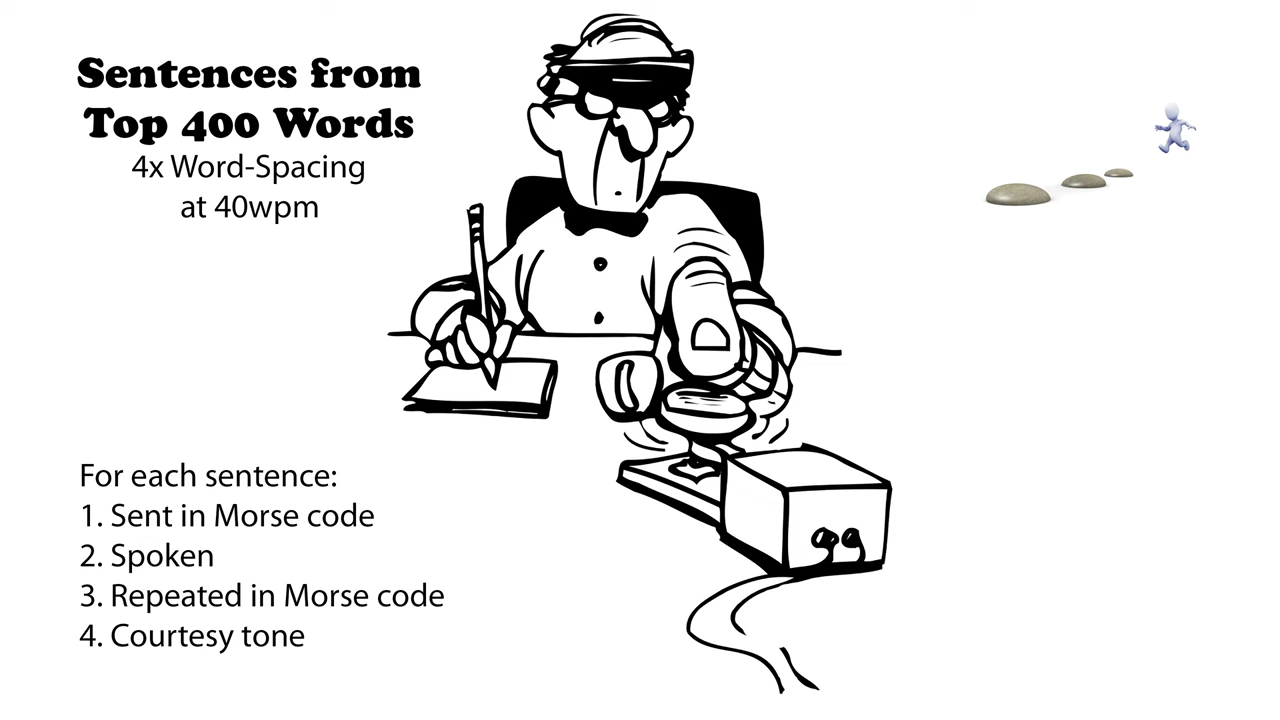 Sentences from
Top 400 Words
4x Word-Spacing
at 40wpm
For each sentence:
1. Sent in Morse code
2. Spoken
3. Repeated in Morse code
4. Courtesy tone